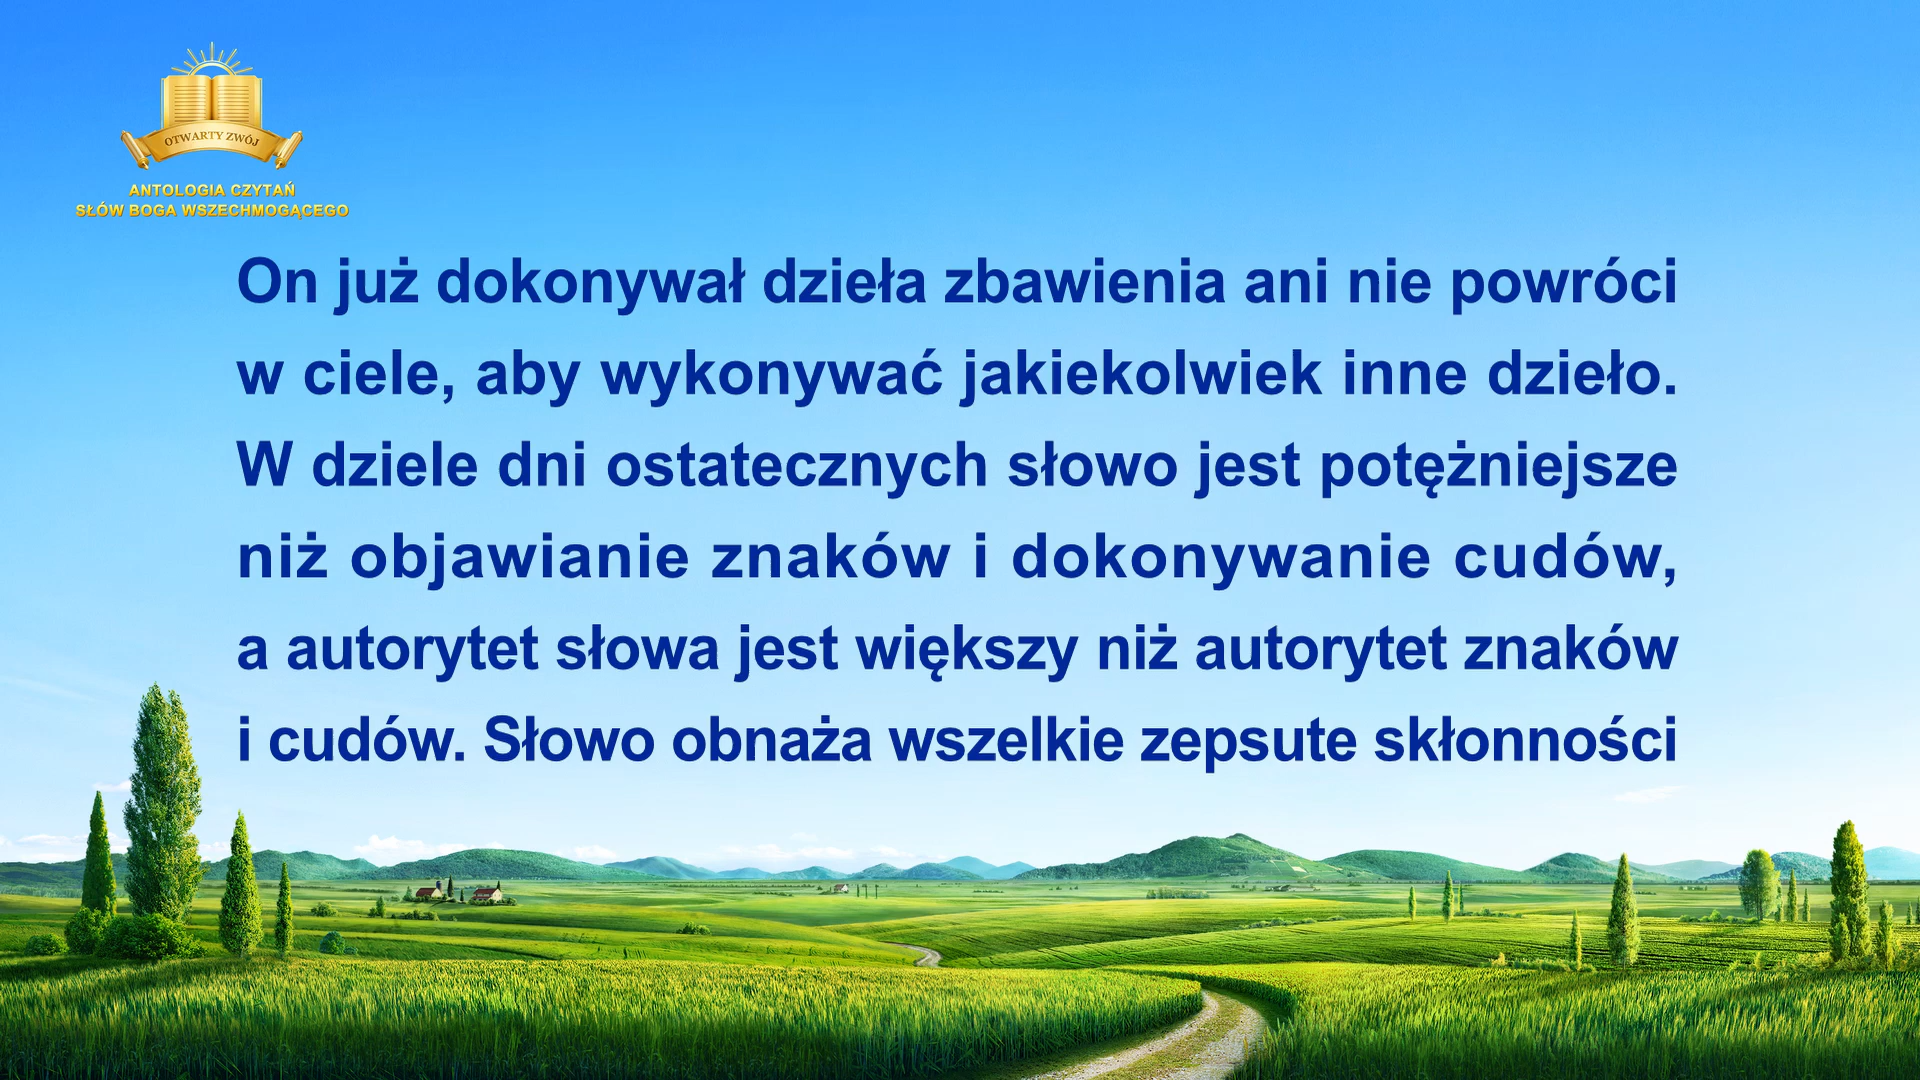 OTWARTY ZWÓJ
ANTOLOGIA CZYTAŃ
SŁÓW BOGA WSZECHMOGĄCEGO
On już dokonywał dzieła zbawienia ani nie powróci
w ciele, aby wykonywać jakiekolwiek inne dzieło.
W dziele dni ostatecznych słowo jest potężniejsze
niż objawianie znaków i dokonywanie cudów,
a autorytet słowa jest większy niż autorytet znaków
i cudów. Słowo obnaża wszelkie zepsute skłonności